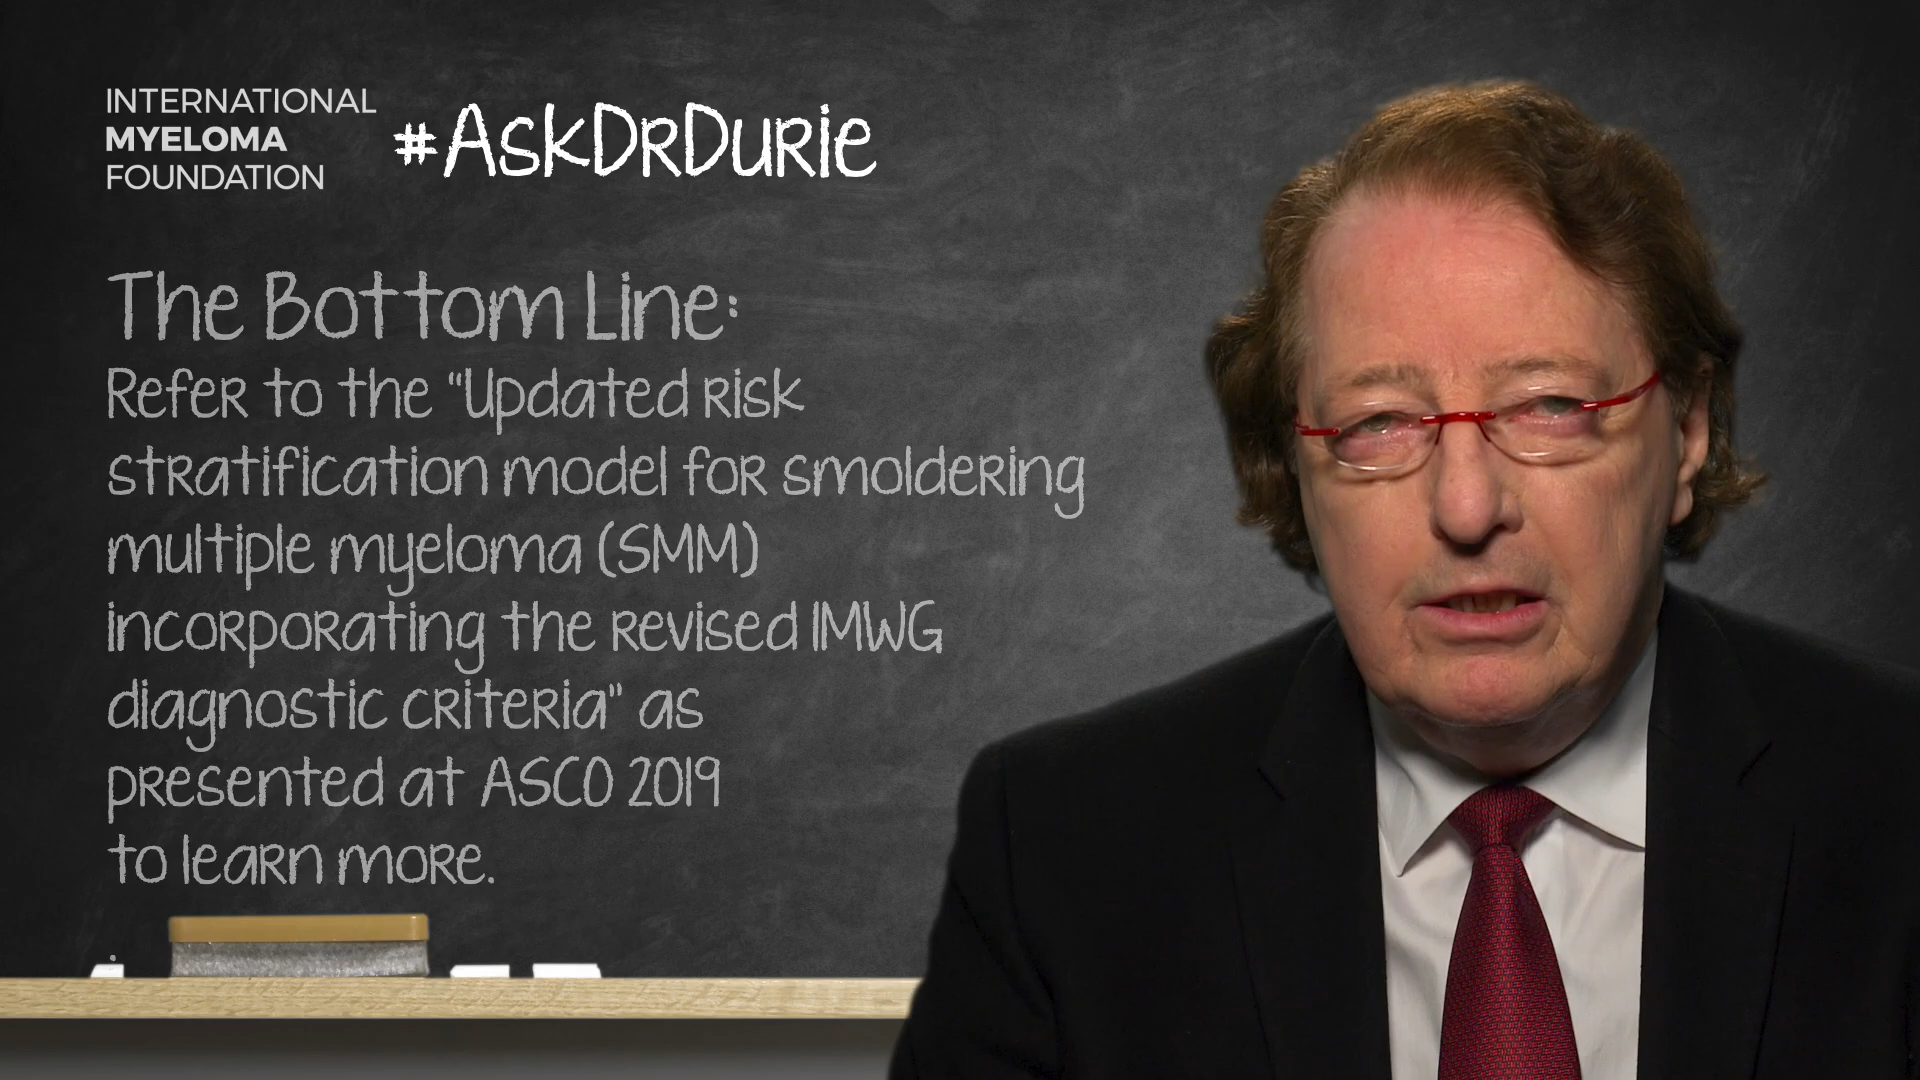 INTERNATIONAL
MYELOMA
FOUNDATION
#AskDrDurie
The Bottom Line:
Refer to the "Updated risk
stratification model for smoldering
multiple myeloma (SMM)
incorporating the revised IMWG
diagnostic criteria" as
presented at ASCO 2019
to learn more.
.